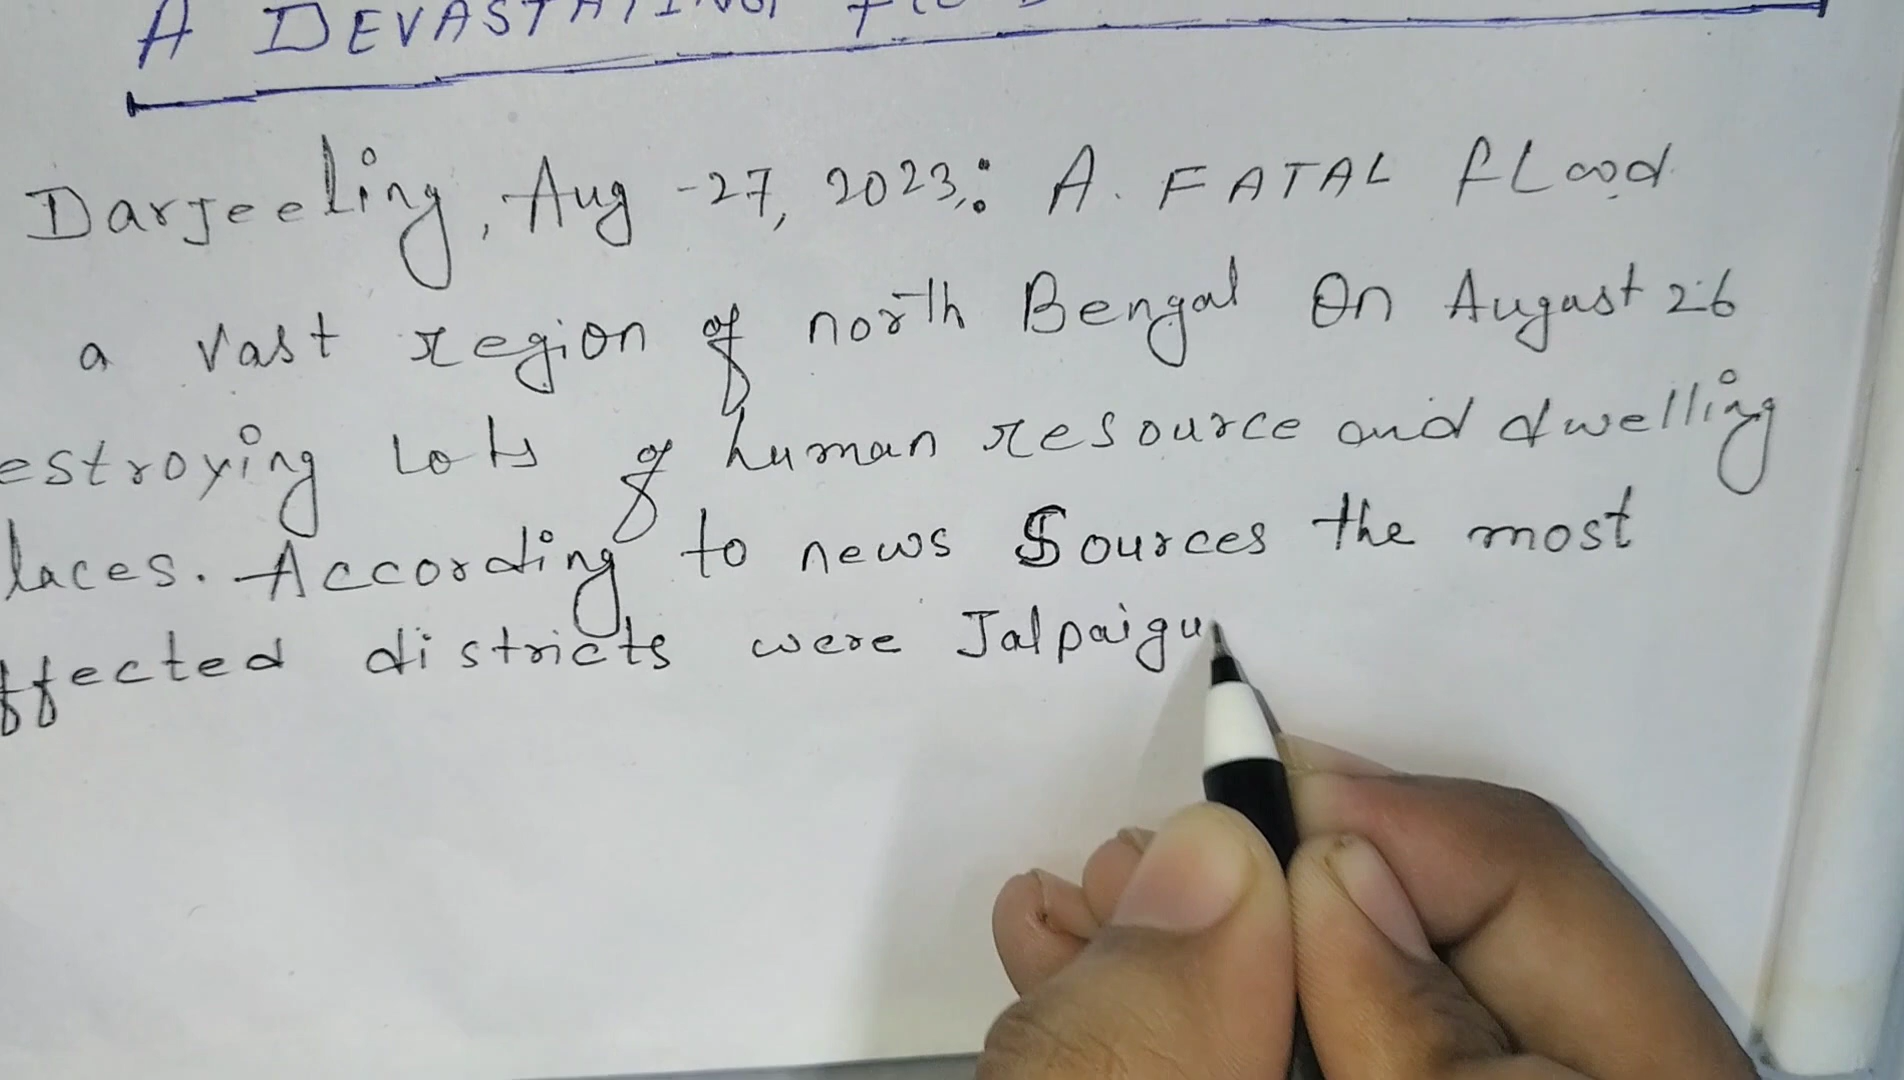 A DEVASTATING
Darjeeling, Aug -27, 2023,: A. FATAL fLood
a vast region of north Bengal On August 26
estroying Lots of human resource and dwelling
laces. According to news Sources the most
ffected districts were Jalpaigu